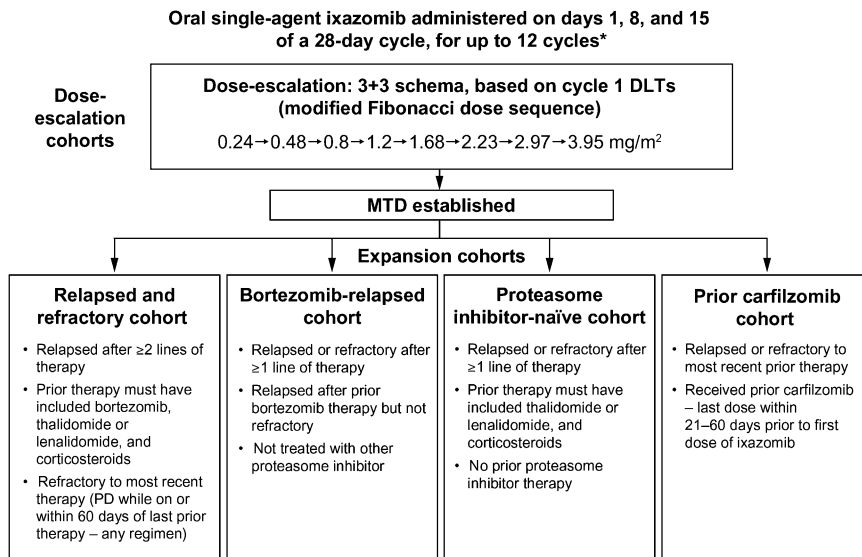 Oral single-agent ixazomib administered on days 1, 8, and 15
of a 28-day cycle, for up to 12 cycles*
Dose-
escalation
cohorts
Dose-escalation: 3+3 schema, based on cycle 1 DLTs
(modified Fibonacci dose sequence)
0.24→0.48→0.8→1.2→1.68→2.23→2.97→3.95 mg/m²
MTD established
Expansion cohorts
Relapsed and
refractory cohort
• Relapsed after ≥2 lines of
therapy
• Prior therapy must have
included bortezomib,
thalidomide or
lenalidomide, and
corticosteroids
• Refractory to most recent
therapy (PD while on or
within 60 days of last prior
therapy – any regimen)
Bortezomib-relapsed
cohort
• Relapsed or refractory after
≥1 line of therapy
• Relapsed after prior
bortezomib therapy but not
refractory
• Not treated with other
proteasome inhibitor
Proteasome
inhibitor-naïve cohort
• Relapsed or refractory after
≥1 line of therapy
• Prior therapy must have
included thalidomide or
lenalidomide, and
corticosteroids
• No prior proteasome
inhibitor therapy
Prior carfilzomib
cohort
• Relapsed or refractory to
most recent prior therapy
• Received prior carfilzomib
– last dose within
21–60 days prior to first
dose of ixazomib